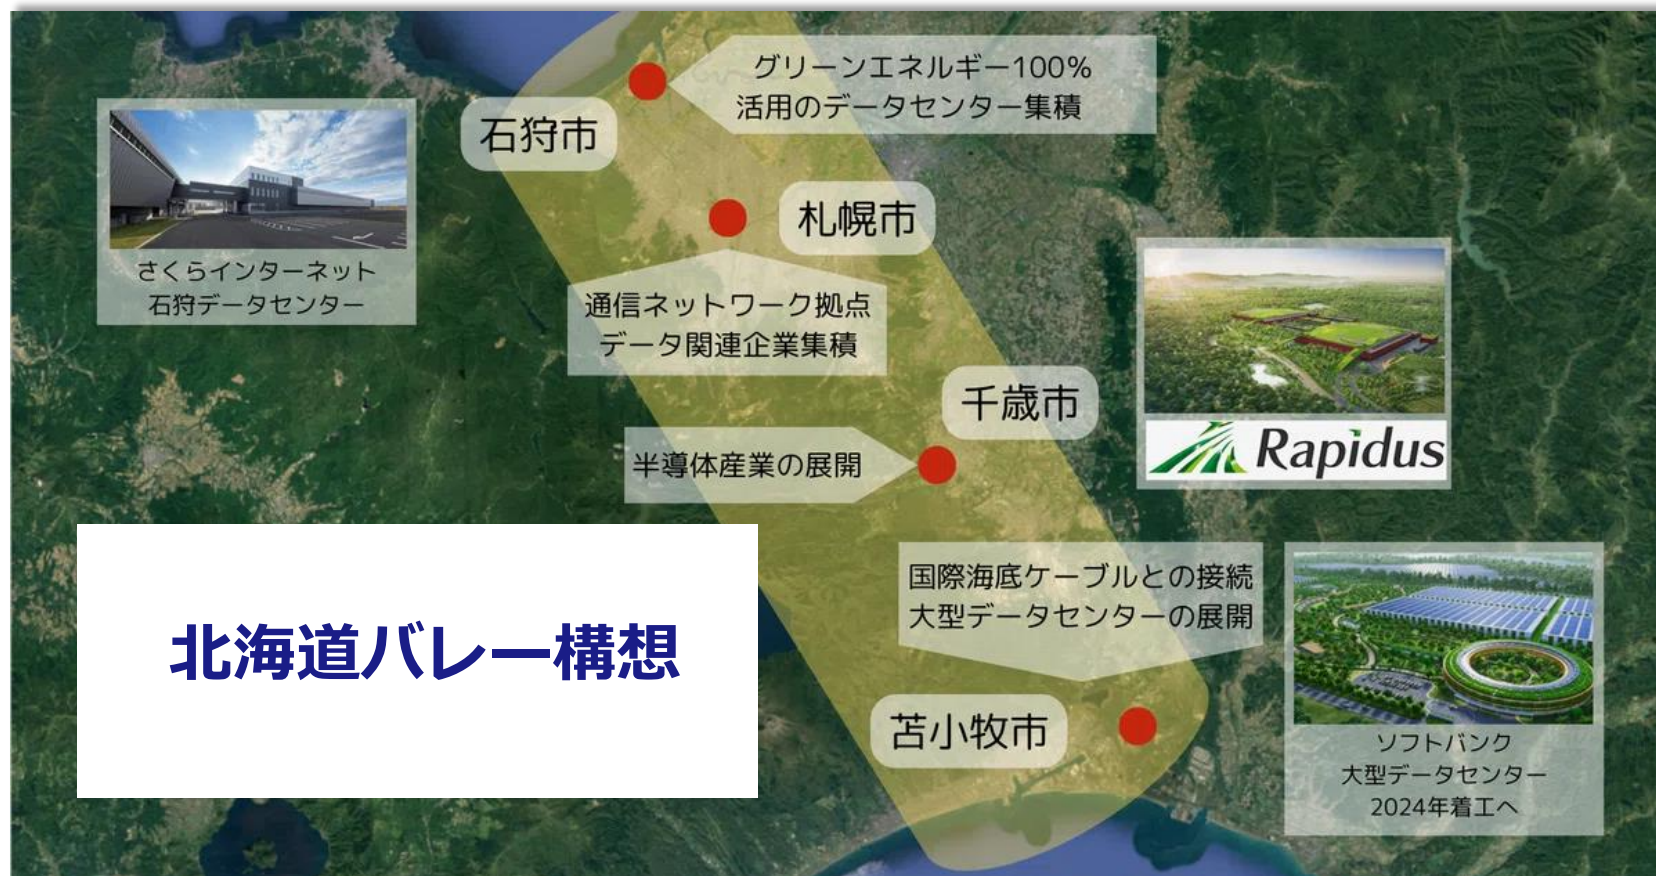 グリーンエネルギー100%
活用のデータセンター集積
石狩市
札幌市
さくらインターネット
石狩データセンター
通信ネットワーク拠点
データ関連企業集積
千歳市
Rapidus
半導体産業の展開
国際海底ケーブルとの接続
大型データセンターの展開
北海道バレー構想
苫小牧市
ソフトバンク
大型データセンター
2024年着工へ